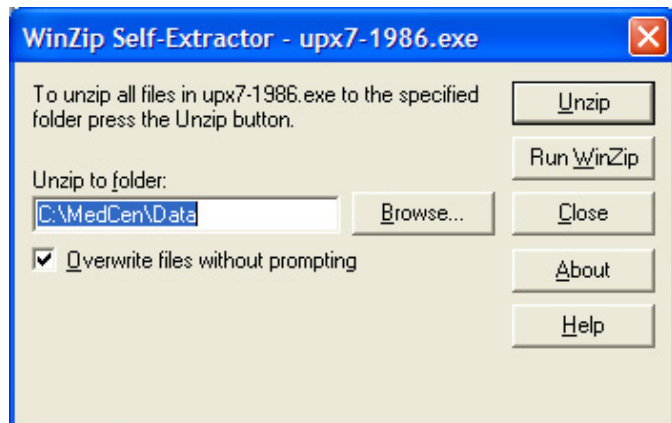 WinZip Self-Extractor - upx7-1986.exe
To unzip all files in upx7-1986.exe to the specified
folder press the Unzip button.
Unzip to folder:
C:\MedCen\Data
Browse...
Overwrite files without prompting
Unzip
Run WinZip
Close
About
Help